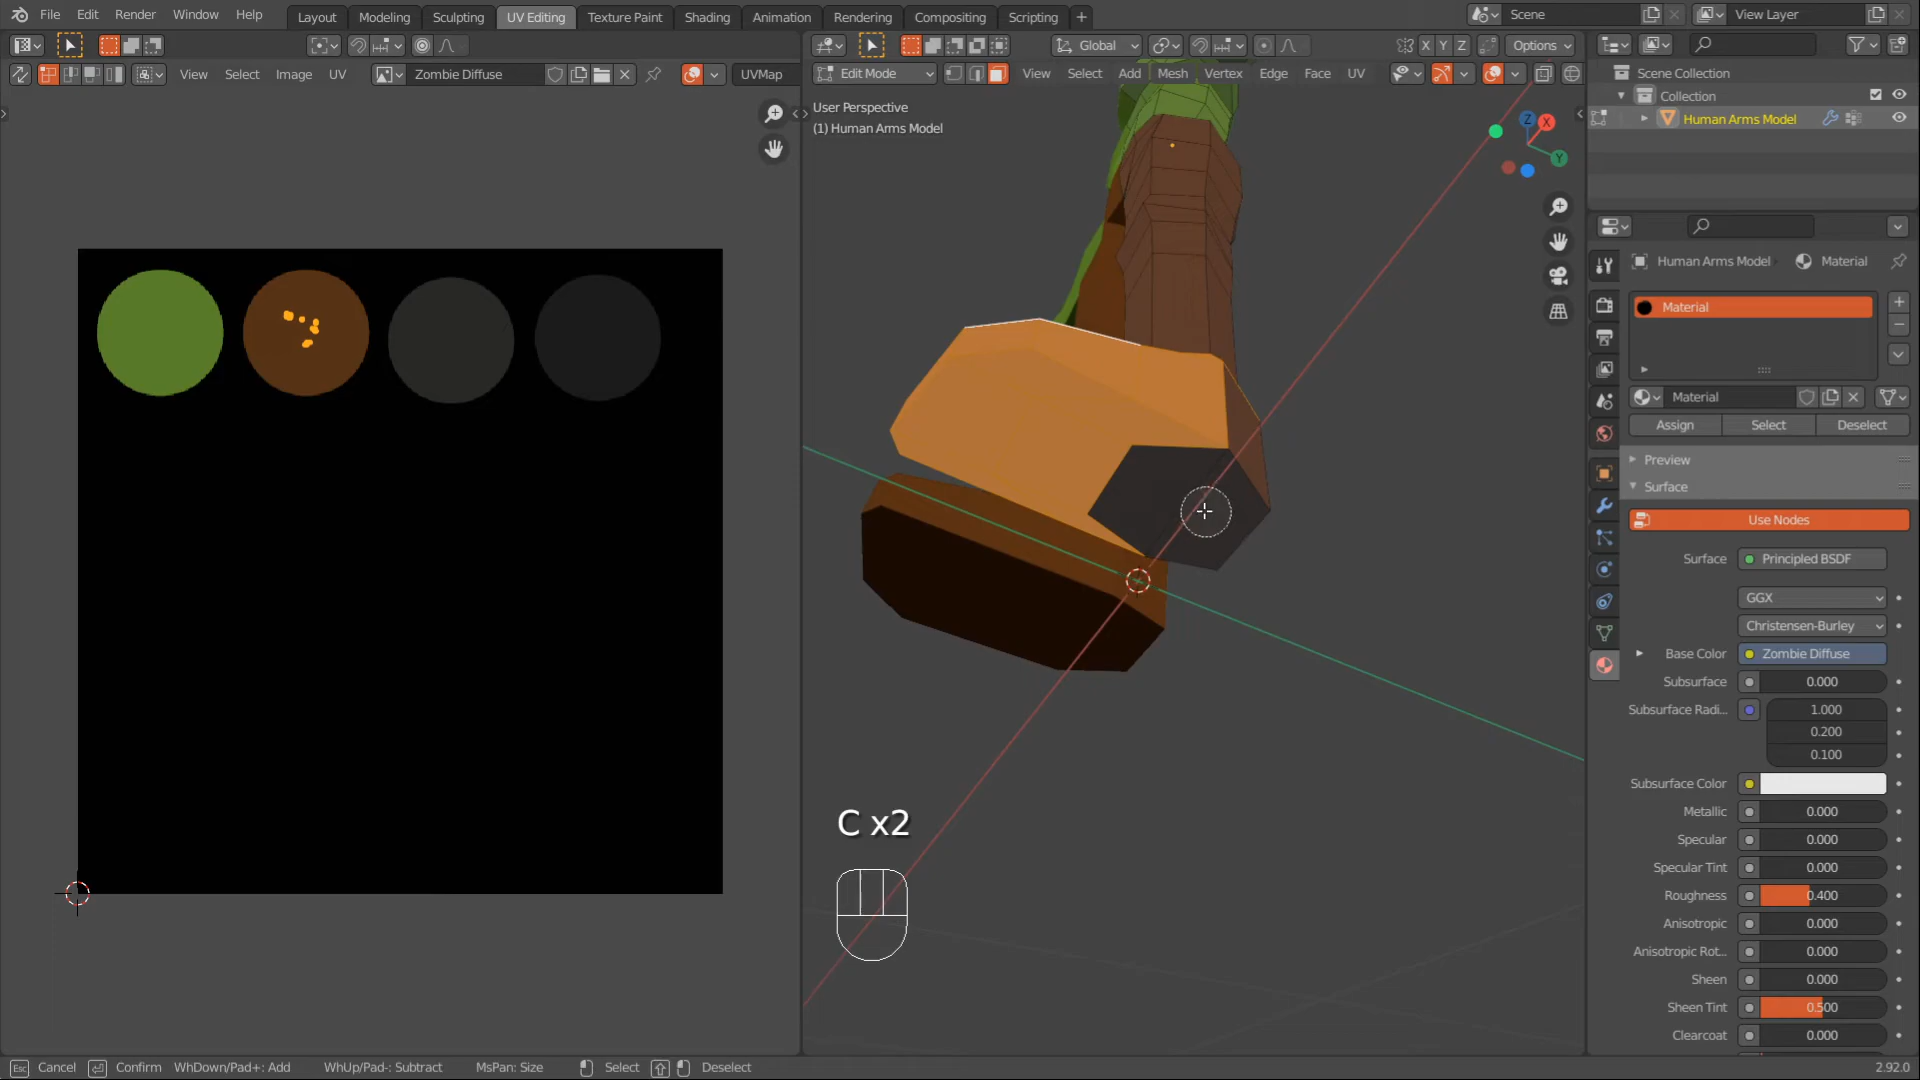 File Edit Render Window Help Layout Modeling Sculpting UV Editing Texture Paint Shading Animation Rendering Compositing Scripting + Scene View Layer
Global X Y Z Options
View Select Image UV Zombie Diffuse UVMap Edit Mode View Select Add Mesh Vertex Edge Face UV Scene Collection
Collection
User Perspective
(1) Human Arms Model
Human Arms Model
Z X Y
Human Arms Model Material
Material
Material
Assign Select Deselect
Preview
Surface
Use Nodes
Surface Principled BSDF
GGX
Christensen-Burley
Base Color Zombie Diffuse
Subsurface 0.000
Subsurface Radi... 1.000
0.200
0.100
Subsurface Color
Metallic 0.000
Specular 0.000
Specular Tint 0.000
Roughness 0.400
Anisotropic 0.000
Anisotropic Rot... 0.000
Sheen 0.000
Sheen Tint 0.500
Clearcoat 0.000
C x2
Esc Cancel Confirm WhDown/Pad+: Add WhUp/Pad-: Subtract MsPan: Size Select Deselect 2.92.0